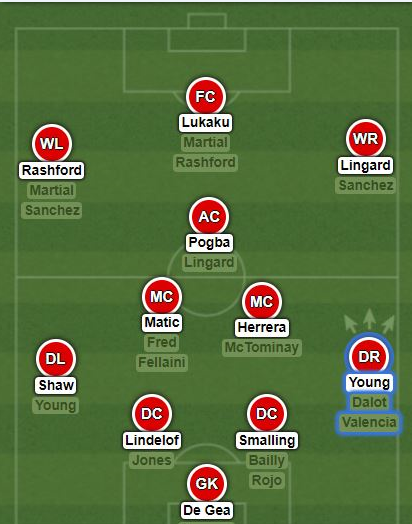 FC
Lukaku
Martial
Rashford
WL
Rashford
Martial
Sanchez
WR
Lingard
Sanchez
AC
Pogba
Lingard
MC
Matic
Fred
Fellaini
MC
Herrera
McTominay
DL
Shaw
Young
DR
Young
Dalot
Valencia
DC
Lindelof
Jones
DC
Smalling
Bailly
Rojo
GK
De Gea